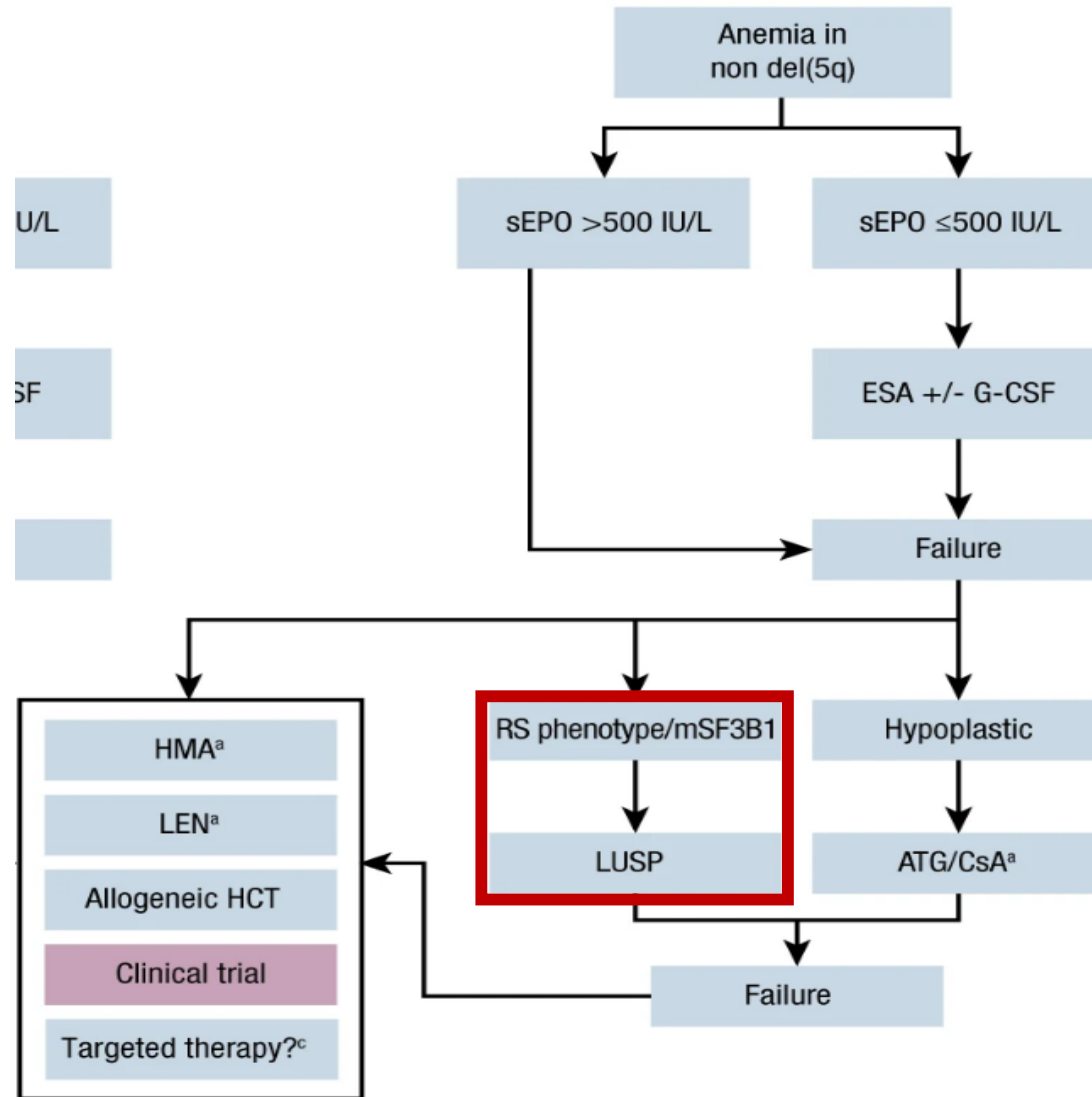 Anemia in
non del(5q)
U/L
sEPO >500 IU/L
sEPO ≤500 IU/L
SF
ESA +/- G-CSF
Failure
HMAᵃ
LENᵃ
Allogeneic HCT
Clinical trial
Targeted therapy?ᶜ
RS phenotype/mSF3B1
LUSP
Hypoplastic
ATG/CsAᵃ
Failure